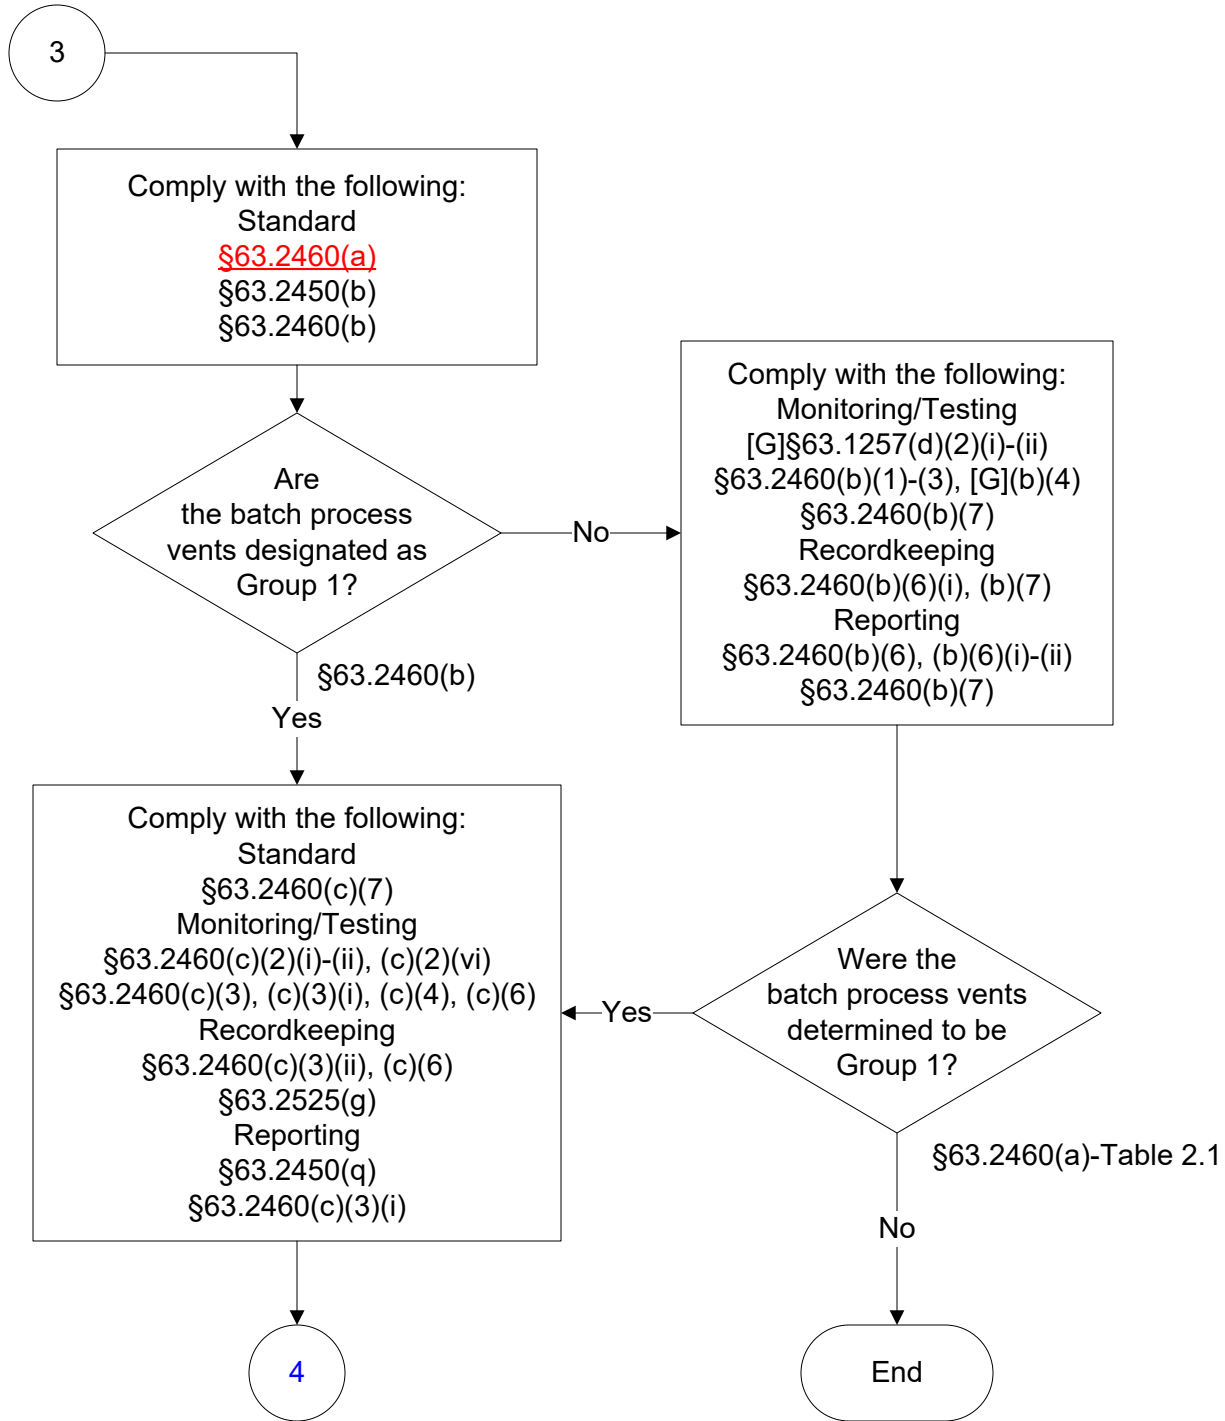 3
Comply with the following:
Standard
§63.2460(a)
§63.2450(b)
§63.2460(b)
Are
the batch process
vents designated as
Group 1?
No
§63.2460(b)
Yes
Comply with the following:
Monitoring/Testing
[G]§63.1257(d)(2)(i)-(ii)
§63.2460(b)(1)-(3), [G](b)(4)
§63.2460(b)(7)
Recordkeeping
§63.2460(b)(6)(i), (b)(7)
Reporting
§63.2460(b)(6), (b)(6)(i)-(ii)
§63.2460(b)(7)
Comply with the following:
Standard
§63.2460(c)(7)
Monitoring/Testing
§63.2460(c)(2)(i)-(ii), (c)(2)(vi)
§63.2460(c)(3), (c)(3)(i), (c)(4), (c)(6)
Recordkeeping
§63.2460(c)(3)(ii), (c)(6)
§63.2525(g)
Reporting
§63.2450(q)
§63.2460(c)(3)(i)
Yes
Were the
batch process vents
determined to be
Group 1?
§63.2460(a)-Table 2.1
No
4
End